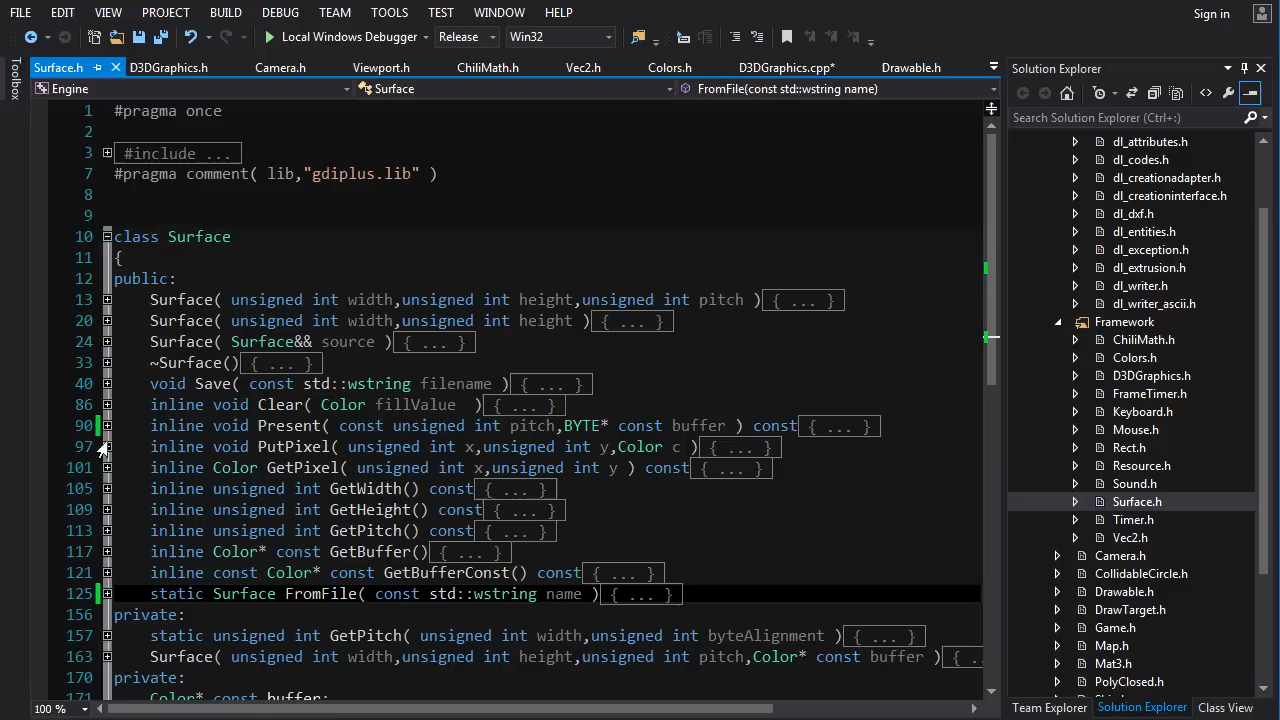 FILE EDIT VIEW PROJECT BUILD DEBUG TEAM TOOLS TEST WINDOW HELP Sign in
Local Windows Debugger Release Win32
Toolbox
Surface.h D3DGraphics.h Camera.h Viewport.h ChiliMath.h Vec2.h Colors.h D3DGraphics.cpp* Drawable.h
Engine Surface FromFile(const std::wstring name)
1 #pragma once
2
3 #include ...
7 #pragma comment( lib,"gdiplus.lib" )
8
9
10 class Surface
11 {
12 public:
13 Surface( unsigned int width,unsigned int height,unsigned int pitch ){ ... }
20 Surface( unsigned int width,unsigned int height ){ ... }
24 Surface( Surface&& source ){ ... }
33 ~Surface(){ ... }
40 void Save( const std::wstring filename ){ ... }
86 inline void Clear( Color fillValue  ){ ... }
90 inline void Present( const unsigned int pitch,BYTE* const buffer ) const{ ... }
97 inline void PutPixel( unsigned int x,unsigned int y,Color c ){ ... }
101 inline Color GetPixel( unsigned int x,unsigned int y ) const{ ... }
105 inline unsigned int GetWidth() const{ ... }
109 inline unsigned int GetHeight() const{ ... }
113 inline unsigned int GetPitch() const{ ... }
117 inline Color* const GetBuffer(){ ... }
121 inline const Color* const GetBufferConst() const{ ... }
125 static Surface FromFile( const std::wstring name ){ ... }
156 private:
157 static unsigned int GetPitch( unsigned int width,unsigned int byteAlignment ){ ... }
163 Surface( unsigned int width,unsigned int height,unsigned int pitch,Color* const buffer ){ ...
170 private:
171 Color* const buffer;
100 %
Solution Explorer
Search Solution Explorer (Ctrl+;)
dl_attributes.h
dl_codes.h
dl_creationadapter.h
dl_creationinterface.h
dl_dxf.h
dl_entities.h
dl_exception.h
dl_extrusion.h
dl_writer.h
dl_writer_ascii.h
Framework
ChiliMath.h
Colors.h
D3DGraphics.h
FrameTimer.h
Keyboard.h
Mouse.h
Rect.h
Resource.h
Sound.h
Surface.h
Timer.h
Vec2.h
Camera.h
CollidableCircle.h
Drawable.h
DrawTarget.h
Game.h
Map.h
Mat3.h
PolyClosed.h
Team Explorer Solution Explorer Class View